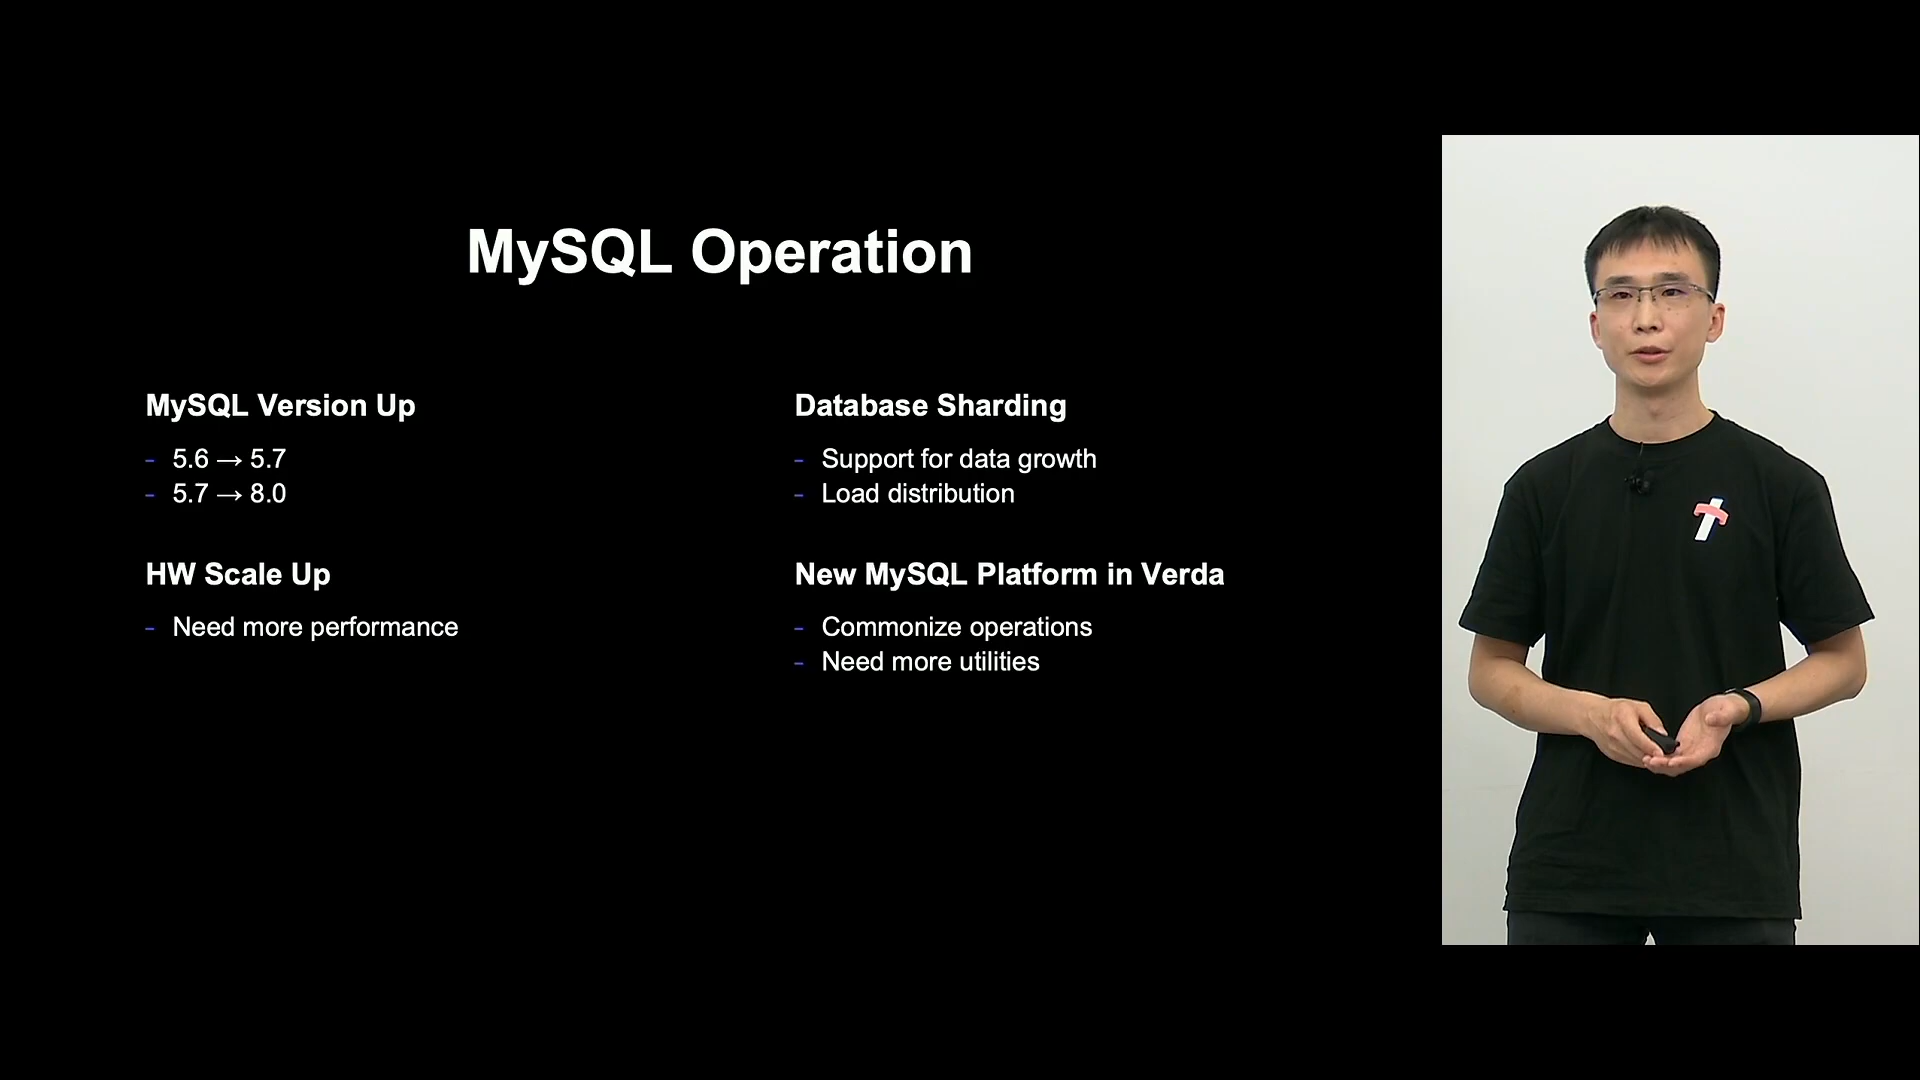 MySQL Operation
MySQL Version Up
- 5.6 → 5.7
- 5.7 → 8.0
HW Scale Up
- Need more performance
Database Sharding
- Support for data growth
- Load distribution
New MySQL Platform in Verda
- Commonize operations
- Need more utilities